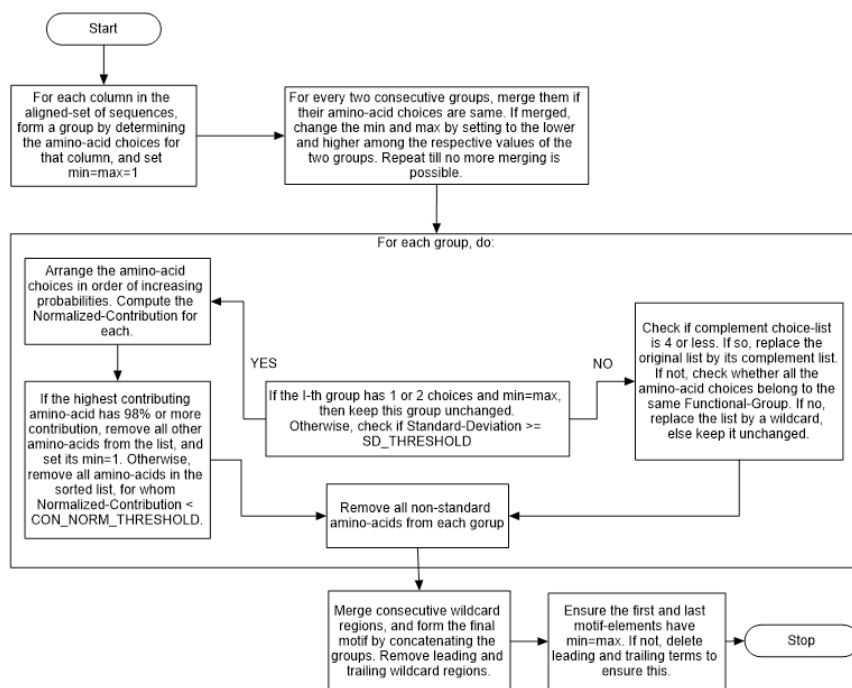 Start
For each column in the
aligned-set of sequences,
form a group by determining
the amino-acid choices for
that column, and set
min=max=1
For every two consecutive groups, merge them if
their amino-acid choices are same. If merged,
change the min and max by setting to the lower
and higher among the respective values of the
two groups. Repeat till no more merging is
possible.
For each group, do:
Arrange the amino-acid
choices in order of increasing
probabilities. Compute the
Normalized-Contribution for
each.
YES
If the I-th group has 1 or 2 choices and min=max,
then keep this group unchanged.
Otherwise, check if Standard-Deviation >=
SD_THRESHOLD
NO
Check if complement choice-list
is 4 or less. If so, replace the
original list by its complement list.
If not, check whether all the
amino-acid choices belong to the
same Functional-Group. If no,
replace the list by a wildcard,
else keep it unchanged.
If the highest contributing
amino-acid has 98% or more
contribution, remove all other
amino-acids from the list, and
set its min=1. Otherwise,
remove all amino-acids in the
sorted list, for whom
Normalized-Contribution <
CON_NORM_THRESHOLD.
Remove all non-standard
amino-acids from each gorup
Merge consecutive wildcard
regions, and form the final
motif by concatenating the
groups. Remove leading and
trailing wildcard regions.
Ensure the first and last
motif-elements have
min=max. If not, delete
leading and trailing terms to
ensure this.
Stop